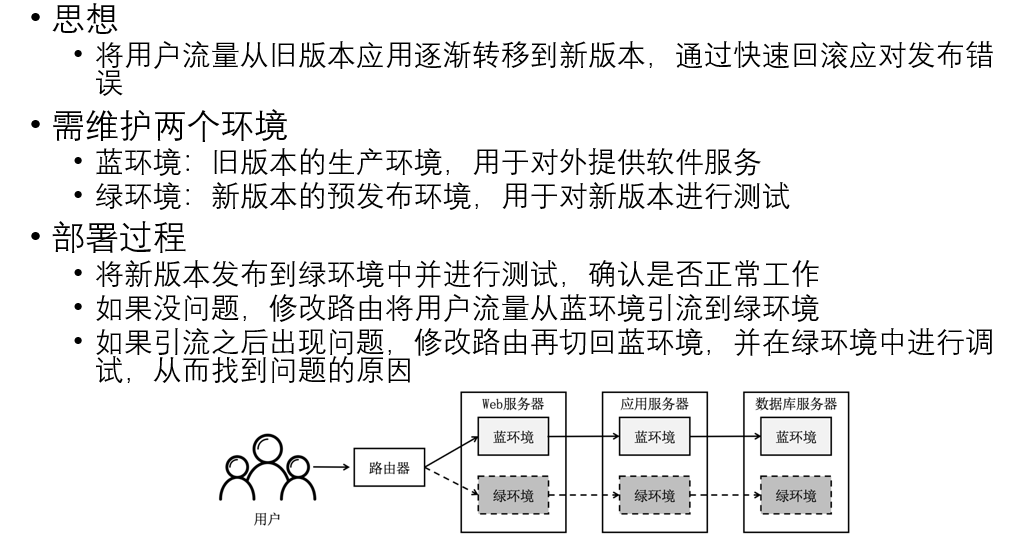 • 思想
• 将用户流量从旧版本应用逐渐转移到新版本，通过快速回滚应对发布错
误
• 需维护两个环境
• 蓝环境：旧版本的生产环境，用于对外提供软件服务
• 绿环境：新版本的预发布环境，用于对新版本进行测试
• 部署过程
• 将新版本发布到绿环境中并进行测试，确认是否正常工作
• 如果没问题，修改路由将用户流量从蓝环境引流到绿环境
• 如果引流之后出现问题，修改路由再切回蓝环境，并在绿环境中进行调
试，从而找到问题的原因
Web服务器
应用服务器
数据库服务器
蓝环境
蓝环境
蓝环境
路由器
绿环境
绿环境
绿环境
用户